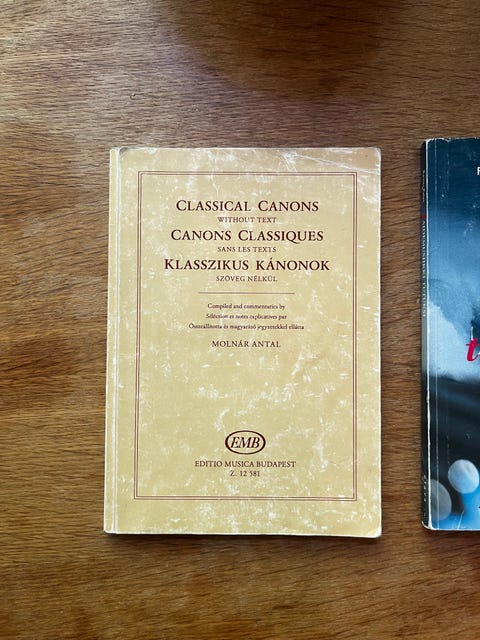 CLASSICAL CANONS
WITHOUT TEXT
CANONS CLASSIQUES
SANS LES TEXTS
KLASSZIKUS KÁNONOK
SZÖVEG NÉLKÜL
Compiled and commentaries by
Sélection et notes explicatives par
Összeállította és magyarázó jegyzetekkel ellátta
MOLNÁR ANTAL
EMB
EDITIO MUSICA BUDAPEST
Z. 12 581